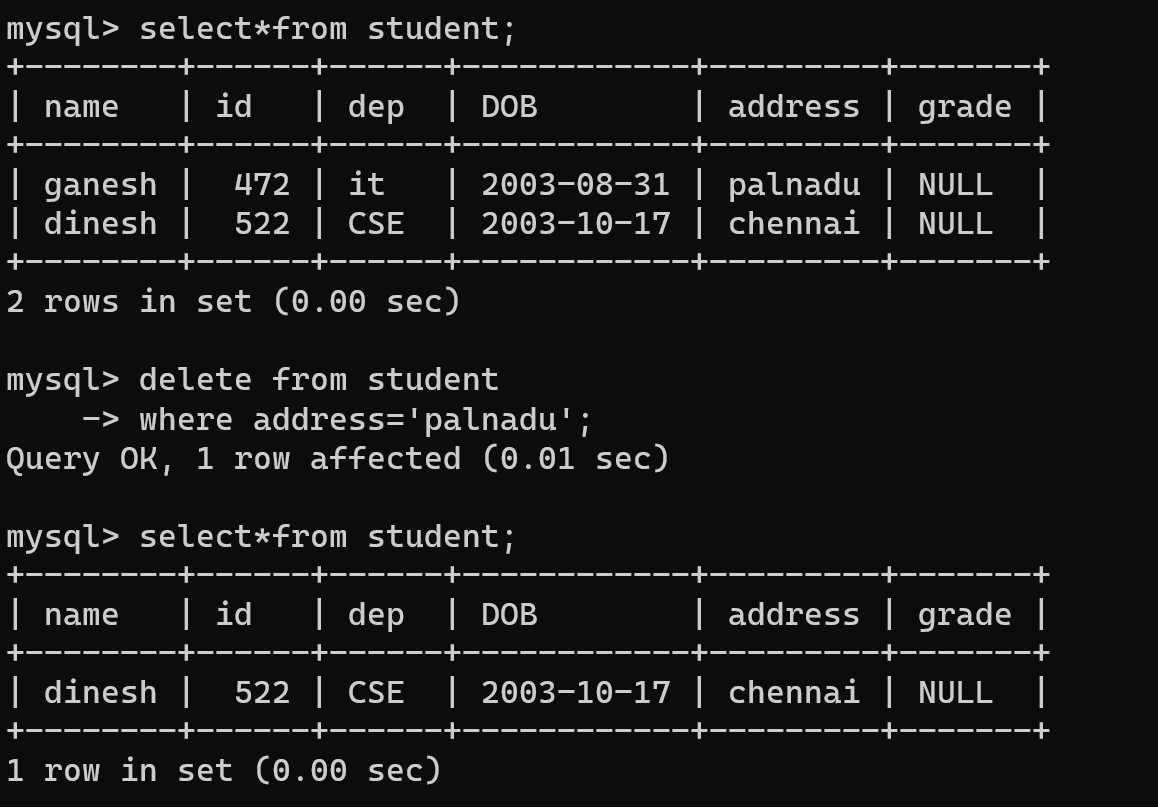 mysql> select*from student;
+--------+------+------+------------+---------+-------+
| name   | id   | dep  | DOB        | address | grade |
+--------+------+------+------------+---------+-------+
| ganesh |  472 | it   | 2003-08-31 | palnadu | NULL  |
| dinesh |  522 | CSE  | 2003-10-17 | chennai | NULL  |
+--------+------+------+------------+---------+-------+
2 rows in set (0.00 sec)

mysql> delete from student
    -> where address='palnadu';
Query OK, 1 row affected (0.01 sec)

mysql> select*from student;
+--------+------+------+------------+---------+-------+
| name   | id   | dep  | DOB        | address | grade |
+--------+------+------+------------+---------+-------+
| dinesh |  522 | CSE  | 2003-10-17 | chennai | NULL  |
+--------+------+------+------------+---------+-------+
1 row in set (0.00 sec)